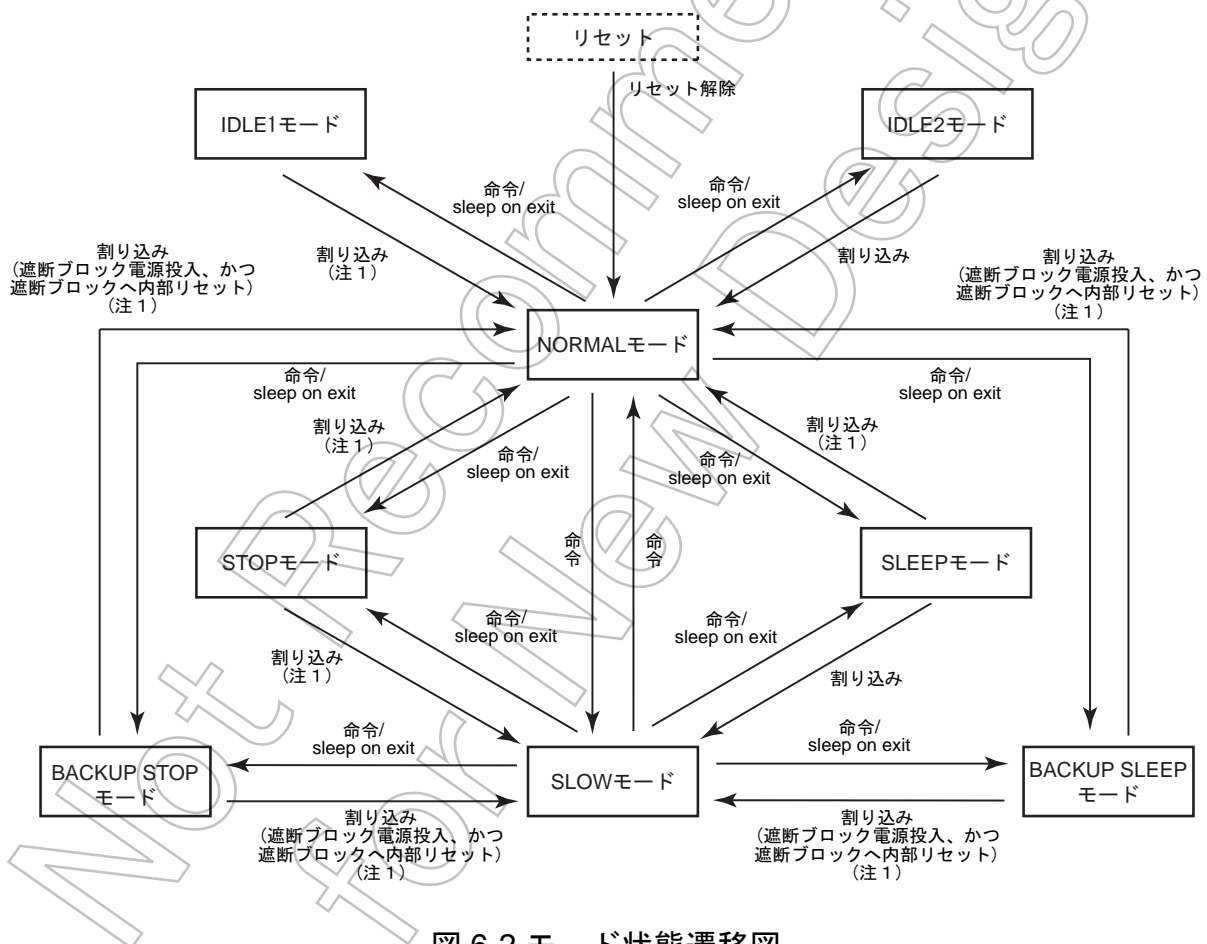 リセット
リセット解除
IDLE1モード
IDLE2モード
命令/
sleep on exit
命令/
sleep on exit
割り込み
（遮断ブロック電源投入、かつ
遮断ブロックへ内部リセット）
（注１）
割り込み
（注１）
割り込み
割り込み
（遮断ブロック電源投入、かつ
遮断ブロックへ内部リセット）
（注１）
NORMALモード
命令/
sleep on exit
割り込み
（注１）
命令/
sleep on exit
命令/
sleep on exit
割り込み
（注１）
命令/
sleep on exit
STOPモード
命令
命令
SLEEPモード
命令/
sleep on exit
命令/
sleep on exit
割り込み
（注１）
割り込み
命令/
sleep on exit
命令/
sleep on exit
BACKUP STOP
モード
SLOWモード
BACKUP SLEEP
モード
割り込み
（遮断ブロック電源投入、かつ
遮断ブロックへ内部リセット）
（注１）
割り込み
（遮断ブロック電源投入、かつ
遮断ブロックへ内部リセット）
（注１）
Not Recommended
for New Design